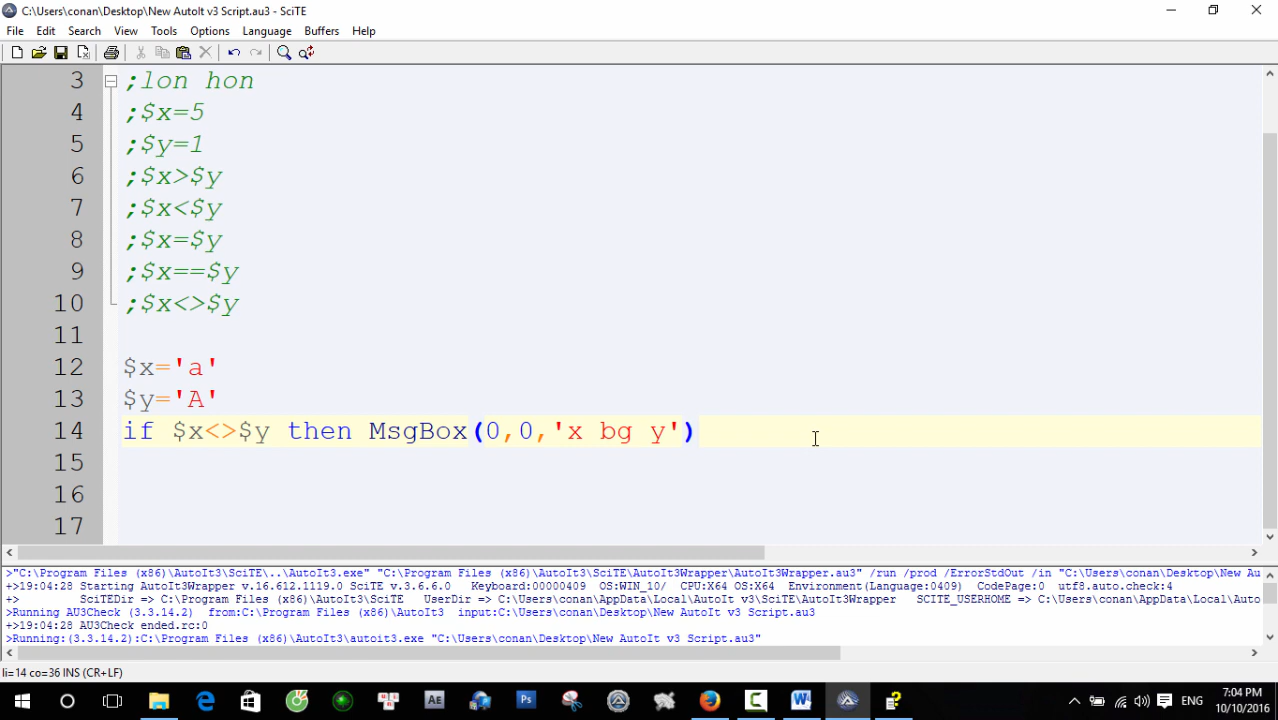 C:\Users\conan\Desktop\New AutoIt v3 Script.au3 - SciTE
File Edit Search View Tools Options Language Buffers Help
3 ;lon hon
4 ;$x=5
5 ;$y=1
6 ;$x>$y
7 ;$x<$y
8 ;$x=$y
9 ;$x==$y
10 ;$x<>$y
11
12 $x='a'
13 $y='A'
14 if $x<>$y then MsgBox(0,0,'x bg y')
15
16
17
>"C:\Program Files (x86)\AutoIt3\SciTE\..\AutoIt3.exe" "C:\Program Files (x86)\AutoIt3\SciTE\AutoIt3Wrapper\AutoIt3Wrapper.au3" /run /prod /ErrorStdOut /in "C:\Users\conan\Desktop\New Au
+>19:04:28 Starting AutoIt3Wrapper v.16.612.1119.0 SciTE v.3.6.6.0 Keyboard:00000409 OS:WIN_10/ CPU:X64 OS:X64 Environment(Language:0409) CodePage:0 utf8.auto.check:4
+> SciTEDir => C:\Program Files (x86)\AutoIt3\SciTE UserDir => C:\Users\conan\AppData\Local\AutoIt v3\SciTE\AutoIt3Wrapper SCITE_USERHOME => C:\Users\conan\AppData\Local\Auto
>Running AU3Check (3.3.14.2) from:C:\Program Files (x86)\AutoIt3 input:C:\Users\conan\Desktop\New AutoIt v3 Script.au3
+>19:04:28 AU3Check ended.rc:0
>Running:(3.3.14.2):C:\Program Files (x86)\AutoIt3\autoit3.exe "C:\Users\conan\Desktop\New AutoIt v3 Script.au3"
li=14 co=36 INS (CR+LF)
Ae Ps W ENG 7:04 PM
10/10/2016